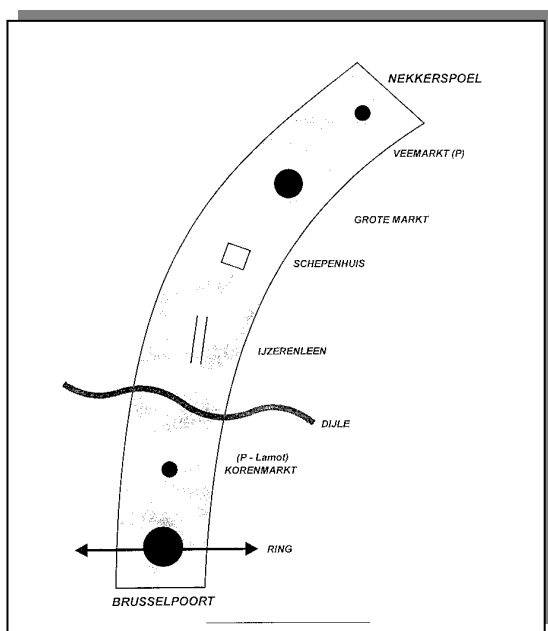 NEKKERSPOEL
VEEMARKT (P)
GROTE MARKT
SCHEPENHUIS
IJZERENLEEN
DIJLE
(P - Lamot)
KORENMARKT
RING
BRUSSELPOORT